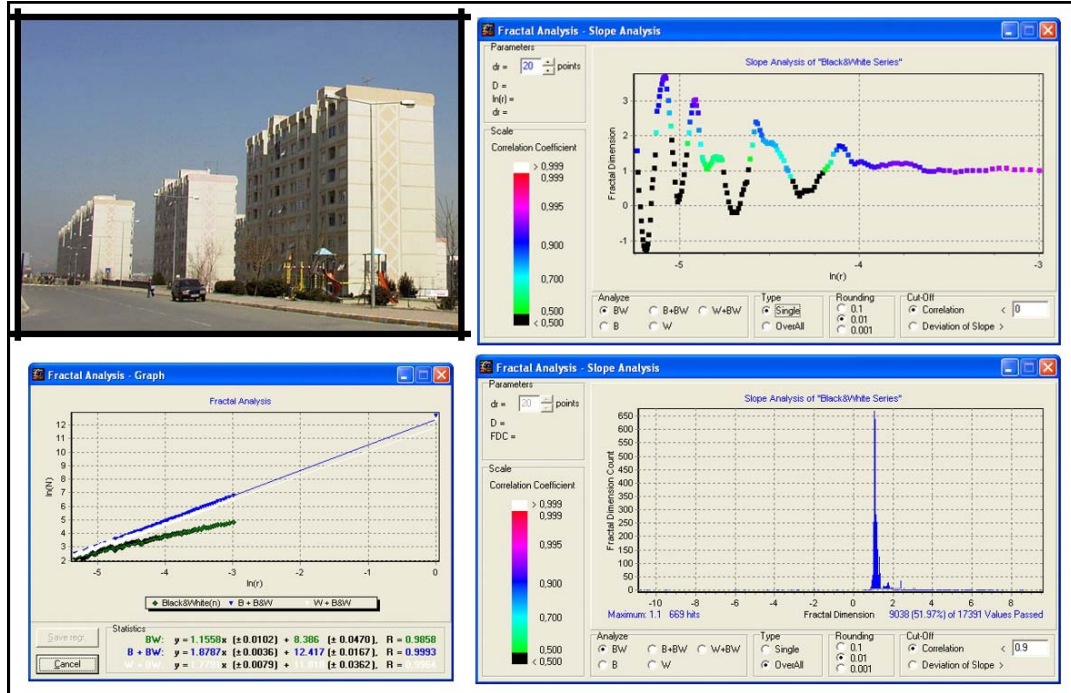 Fractal Analysis - Slope Analysis
Parameters
dr = 20 points
D =
ln(r) =
dr =
Scale
Correlation Coefficient
> 0,999
0,999
0,995
0,900
0,700
0,500
< 0,500
Slope Analysis of "Black&White Series"
Fractal Dimension
3
2
1
0
-1
-5 -4 -3
ln(r)
Analyze
BW B+BW W+BW
B W
Type
Single
OverAll
Rounding
0.1
0.01
0.001
Cut-Off
Correlation < 0
Deviation of Slope >
Fractal Analysis - Graph
Fractal Analysis
ln(N)
12
11
10
9
8
7
6
5
4
3
2
-5 -4 -3 -2 -1 0
ln(r)
Black&White(n) B + B&W W + B&W
Save regr.
Cancel
Statistics
BW: y = 1.1558x (± 0.0102) + 8.386 (± 0.0470), R = 0.9858
B + BW: y = 1.8787x (± 0.0036) + 12.417 (± 0.0167), R = 0.9993
W + BW: (± 0.0079) + (± 0.0362), R = 0.9964
Fractal Analysis - Slope Analysis
Parameters
dr = 20 points
D =
FDC =
Scale
Correlation Coefficient
> 0,999
0,999
0,995
0,900
0,700
0,500
< 0,500
Slope Analysis of "Black&White Series"
Fractal Dimension Count
650
600
550
500
450
400
350
300
250
200
150
100
50
0
-10 -8 -6 -4 -2 0 2 4 6 8
Maximum: 1.1 669 hits Fractal Dimension 9038 (51.97%) of 17391 Values Passed
Analyze
BW B+BW W+BW
B W
Type
Single
OverAll
Rounding
0.1
0.01
0.001
Cut-Off
Correlation < 0.9
Deviation of Slope >